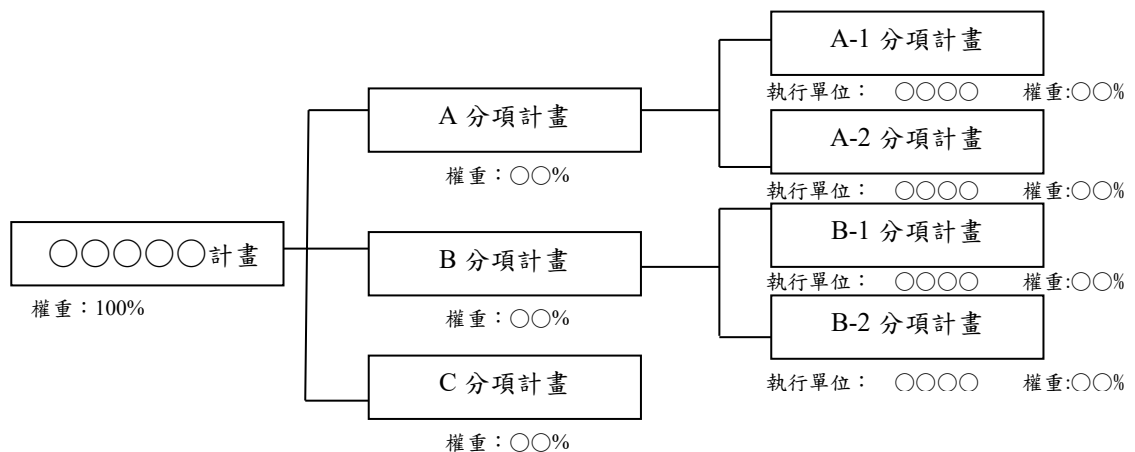 A-1 分項計畫
執行單位： ○○○○ 權重:○○%
A 分項計畫
權重：○○%
A-2 分項計畫
執行單位： ○○○○ 權重:○○%
○○○○○計畫
權重：100%
B 分項計畫
權重：○○%
B-1 分項計畫
執行單位： ○○○○ 權重:○○%
B-2 分項計畫
執行單位： ○○○○ 權重:○○%
C 分項計畫
權重：○○%